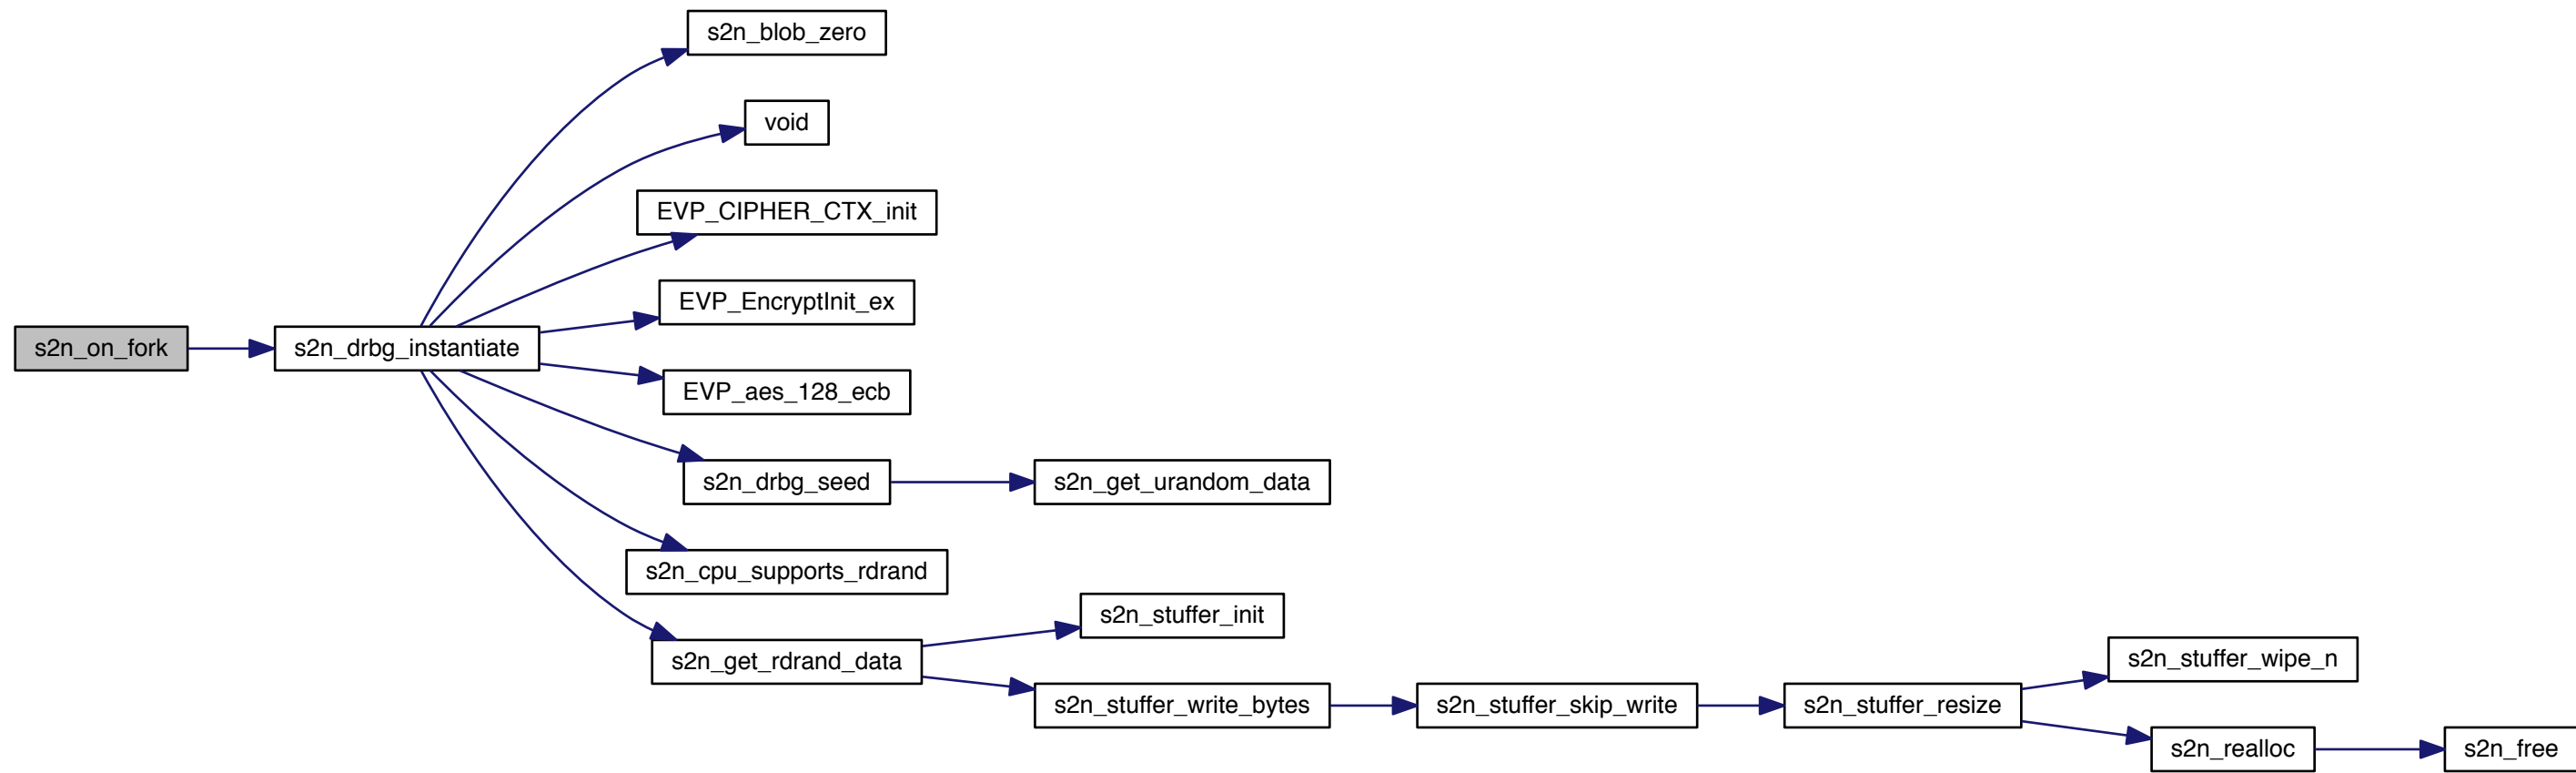 s2n_blob_zero
void
EVP_CIPHER_CTX_init
EVP_EncryptInit_ex
s2n_on_fork
s2n_drbg_instantiate
EVP_aes_128_ecb
s2n_drbg_seed
s2n_get_urandom_data
s2n_cpu_supports_rdrand
s2n_stuffer_init
s2n_get_rdrand_data
s2n_stuffer_wipe_n
s2n_stuffer_write_bytes
s2n_stuffer_skip_write
s2n_stuffer_resize
s2n_realloc
s2n_free